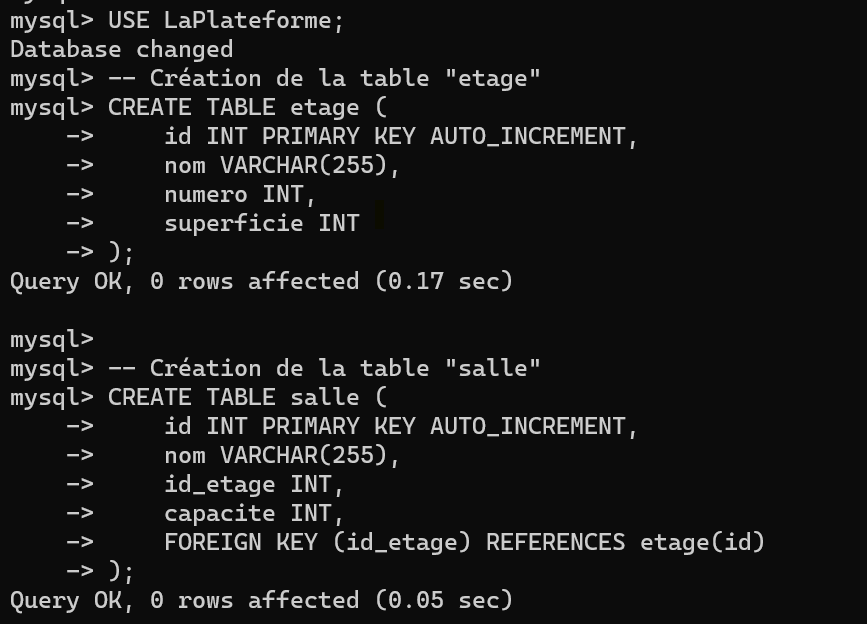 mysql> USE LaPlateforme;
Database changed
mysql> -- Création de la table "etage"
mysql> CREATE TABLE etage (
    ->     id INT PRIMARY KEY AUTO_INCREMENT,
    ->     nom VARCHAR(255),
    ->     numero INT,
    ->     superficie INT
    -> );
Query OK, 0 rows affected (0.17 sec)

mysql>
mysql> -- Création de la table "salle"
mysql> CREATE TABLE salle (
    ->     id INT PRIMARY KEY AUTO_INCREMENT,
    ->     nom VARCHAR(255),
    ->     id_etage INT,
    ->     capacite INT,
    ->     FOREIGN KEY (id_etage) REFERENCES etage(id)
    -> );
Query OK, 0 rows affected (0.05 sec)